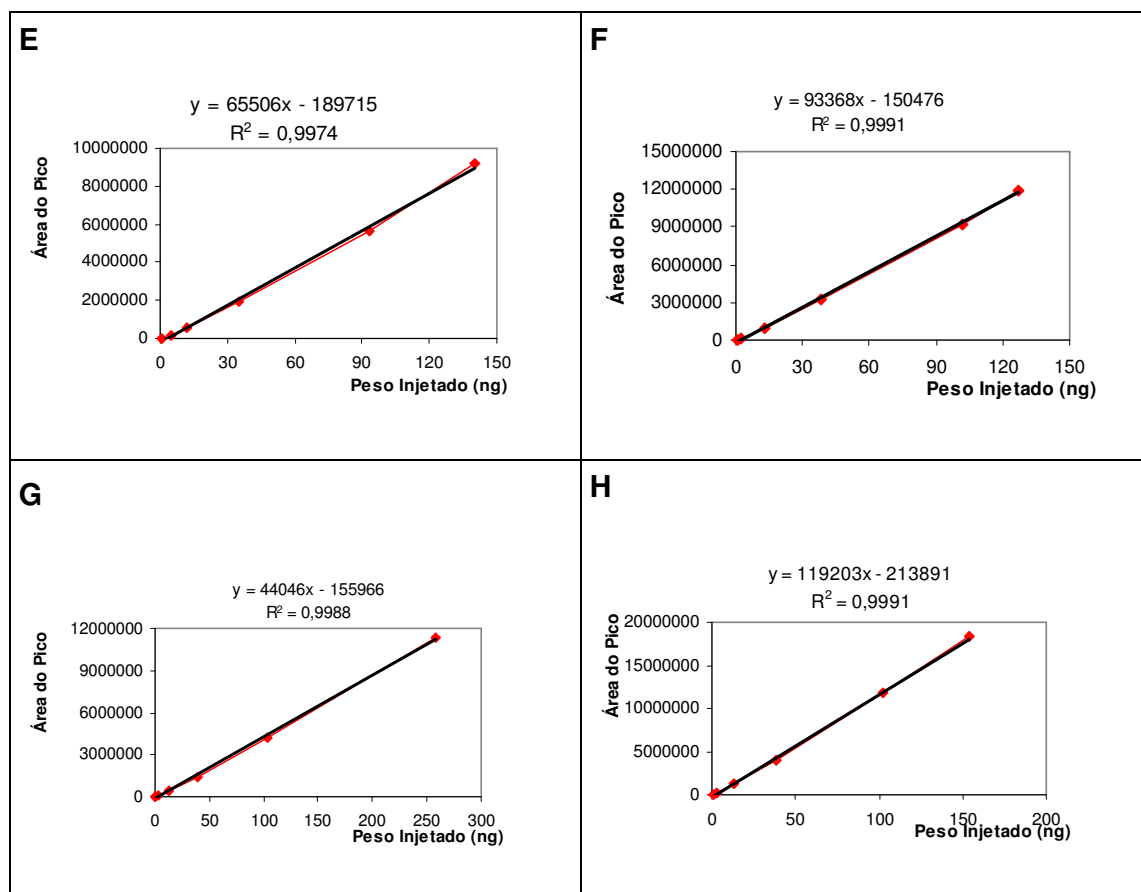 E
y = 65506x - 189715
R² = 0,9974
Área do Pico
10000000
8000000
6000000
4000000
2000000
0
0 30 60 90 120 150
Peso Injetado (ng)
F
y = 93368x - 150476
R² = 0,9991
Área do Pico
15000000
12000000
9000000
6000000
3000000
0
0 30 60 90 120 150
Peso Injetado (ng)
G
y = 44046x - 155966
R² = 0,9988
Área do Pico
12000000
9000000
6000000
3000000
0
0 50 100 150 200 250 300
Peso Injetado (ng)
H
y = 119203x - 213891
R² = 0,9991
Área do Pico
20000000
15000000
10000000
5000000
0
0 50 100 150 200
Peso Injetado (ng)